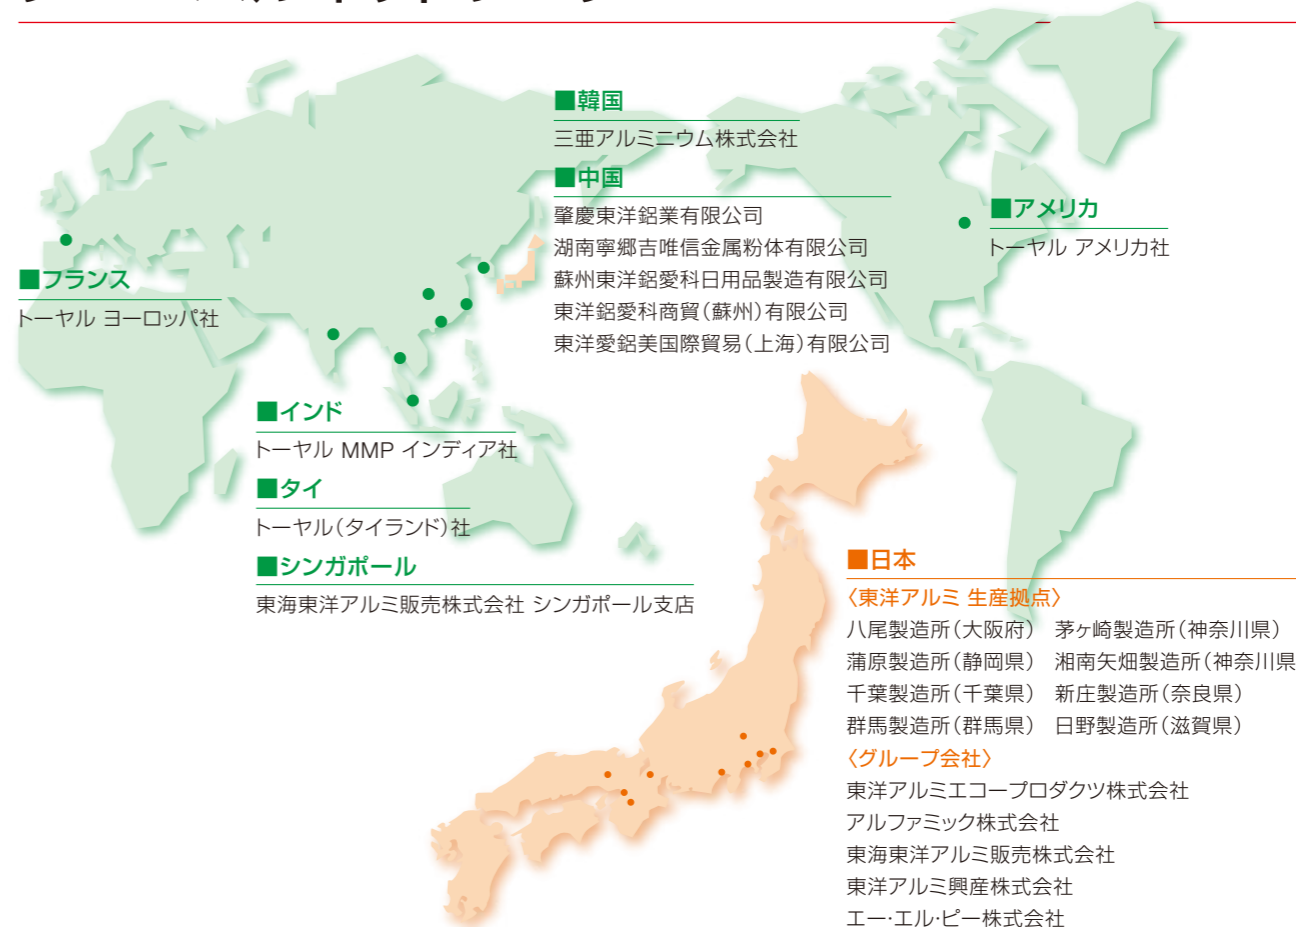 ■韓国
三亜アルミニウム株式会社
■中国
肇慶東洋鋁業有限公司
湖南寧郷吉唯信金属粉体有限公司
蘇州東洋鋁愛科日用品製造有限公司
東洋鋁愛科商貿(蘇州)有限公司
東洋愛鋁美国際貿易(上海)有限公司
■アメリカ
トーヤル アメリカ社
■フランス
トーヤル ヨーロッパ社
■インド
トーヤル MMP インディア社
■タイ
トーヤル(タイランド)社
■シンガポール
東海東洋アルミ販売株式会社 シンガポール支店
■日本
〈東洋アルミ 生産拠点〉
八尾製造所(大阪府) 茅ヶ崎製造所(神奈川県)
蒲原製造所(静岡県) 湘南矢畑製造所(神奈川県
千葉製造所(千葉県) 新庄製造所(奈良県)
群馬製造所(群馬県) 日野製造所(滋賀県)
〈グループ会社〉
東洋アルミエコープロダクツ株式会社
アルファミック株式会社
東海東洋アルミ販売株式会社
東洋アルミ興産株式会社
エー・エル・ピー株式会社